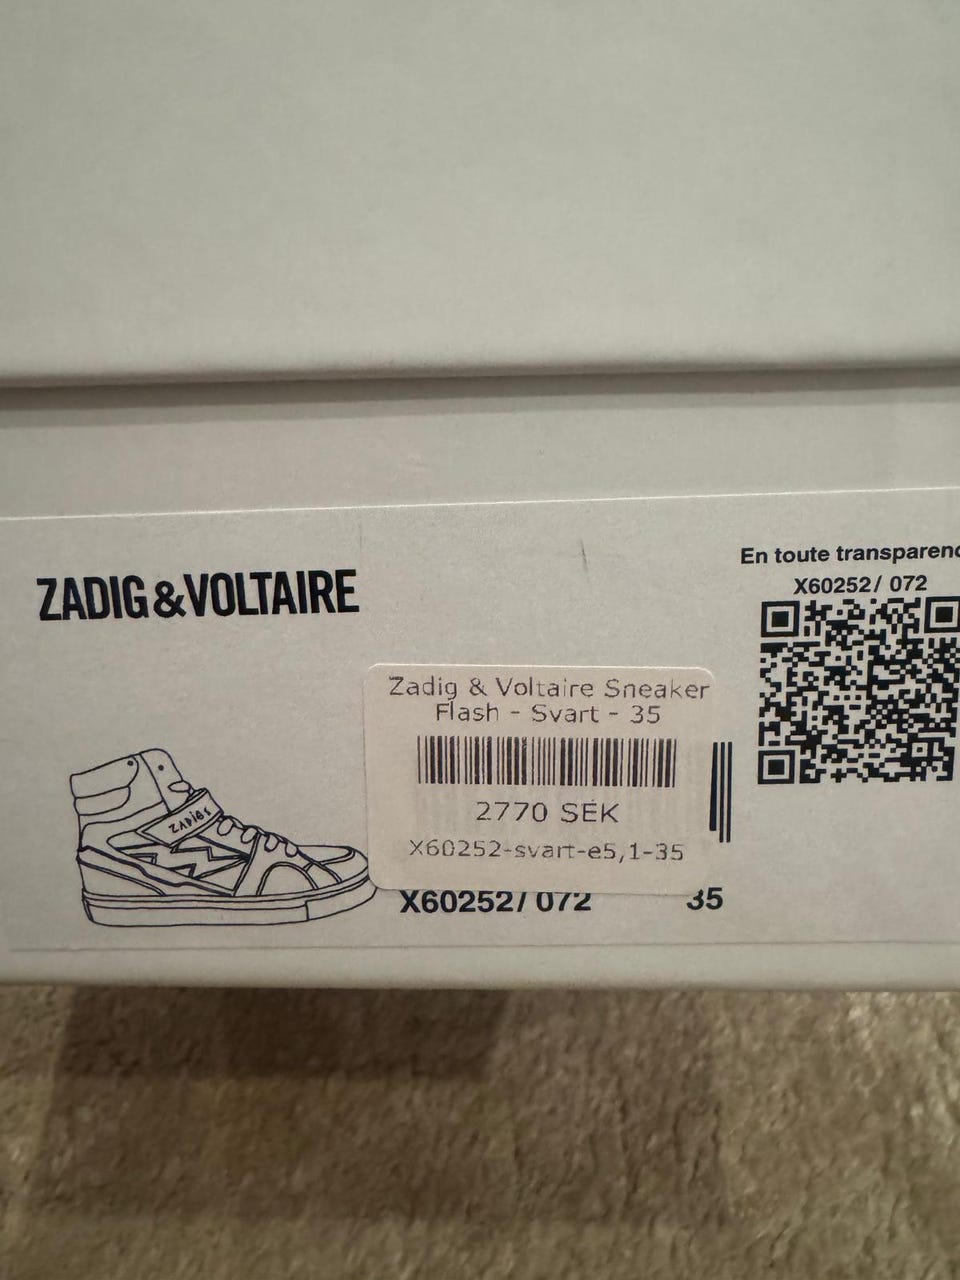 ZADIG&VOLTAIRE
En toute
X60252/ 072
Zadig & Voltaire Sneaker
Flash - Svart - 35
2770 SEK
X60252-svart-e5,1-35
ZADIG&
X60252/ 072 35